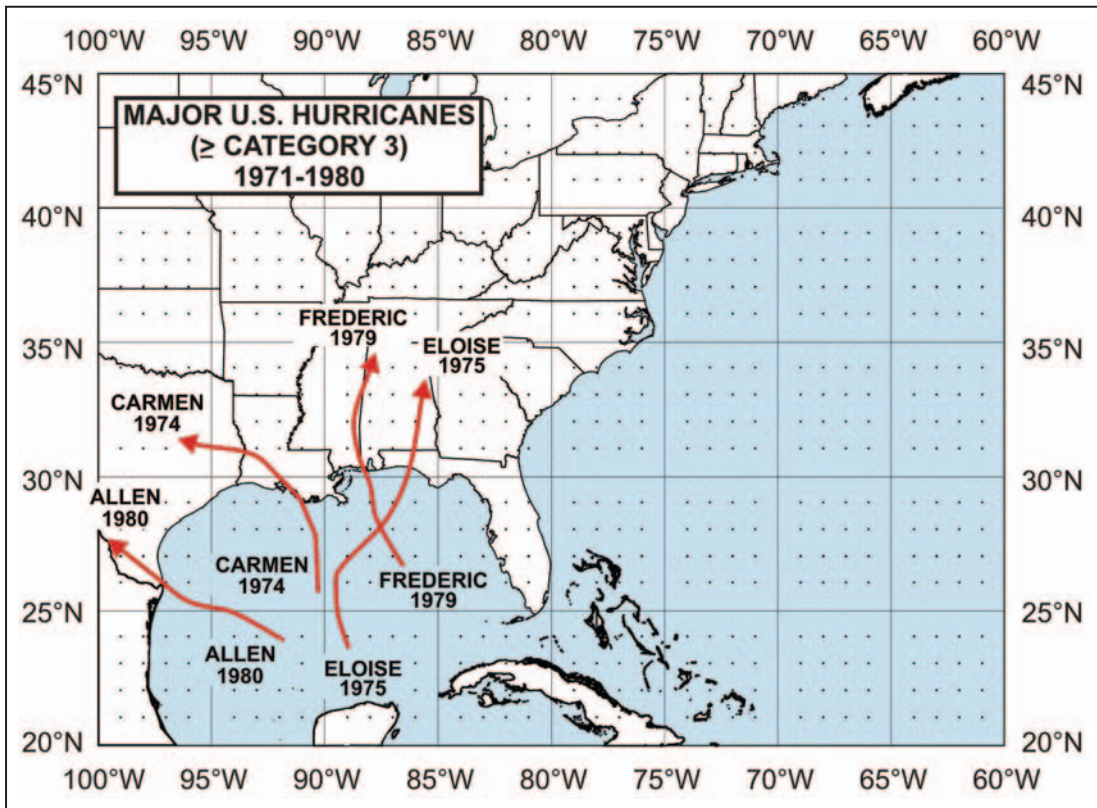 100°W 95°W 90°W 85°W 80°W 75°W 70°W 65°W 60°W
45°N 45°N
MAJOR U.S. HURRICANES
(≥ CATEGORY 3)
1971-1980
40°N 40°N
FREDERIC
1979
ELOISE
1975
35°N 35°N
CARMEN
1974
30°N 30°N
ALLEN
1980
CARMEN
1974
FREDERIC
1979
25°N 25°N
ALLEN
1980
ELOISE
1975
20°N 20°N
100°W 95°W 90°W 85°W 80°W 75°W 70°W 65°W 60°W